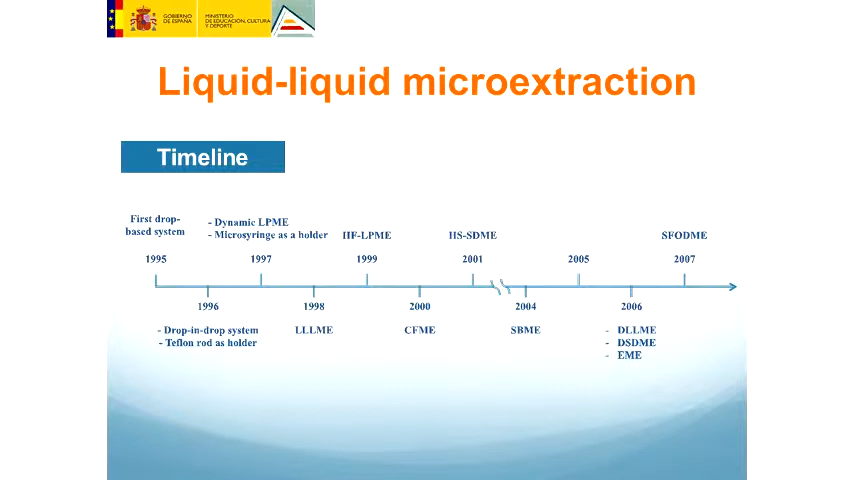 GOBIERNO
DE ESPAÑA
MINISTERIO
DE EDUCACIÓN, CULTURA
Y DEPORTE
Liquid-liquid microextraction
Timeline
First drop-
based system
- Dynamic LPME
- Microsyringe as a holder
HF-LPME
HS-SDME
SFODME
1995
1997
1999
2001
2005
2007
1996
1998
2000
2004
2006
- Drop-in-drop system
- Teflon rod as holder
LLLME
CFME
SBME
- DLLME
- DSDME
- EME